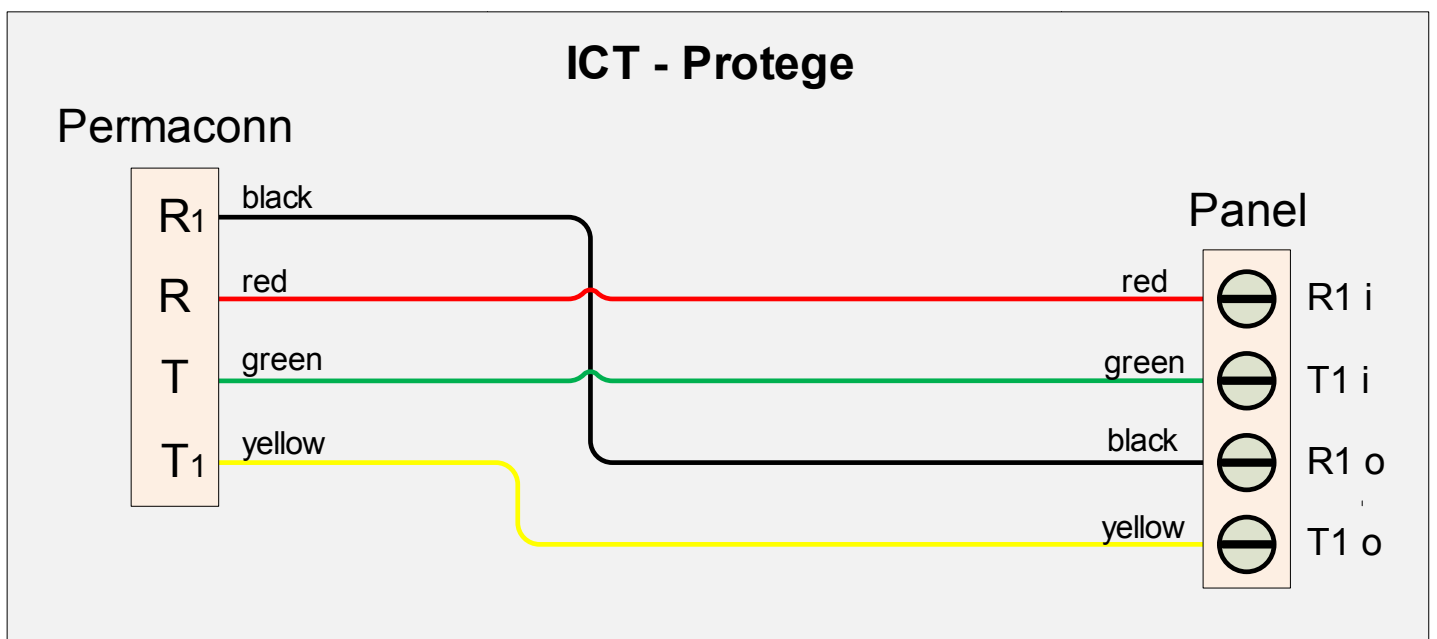 ICT - Protege
Permaconn
R1 black
R red
T green
T1 yellow
Panel
red R1 i
green T1 i
black R1 o
yellow T1 o